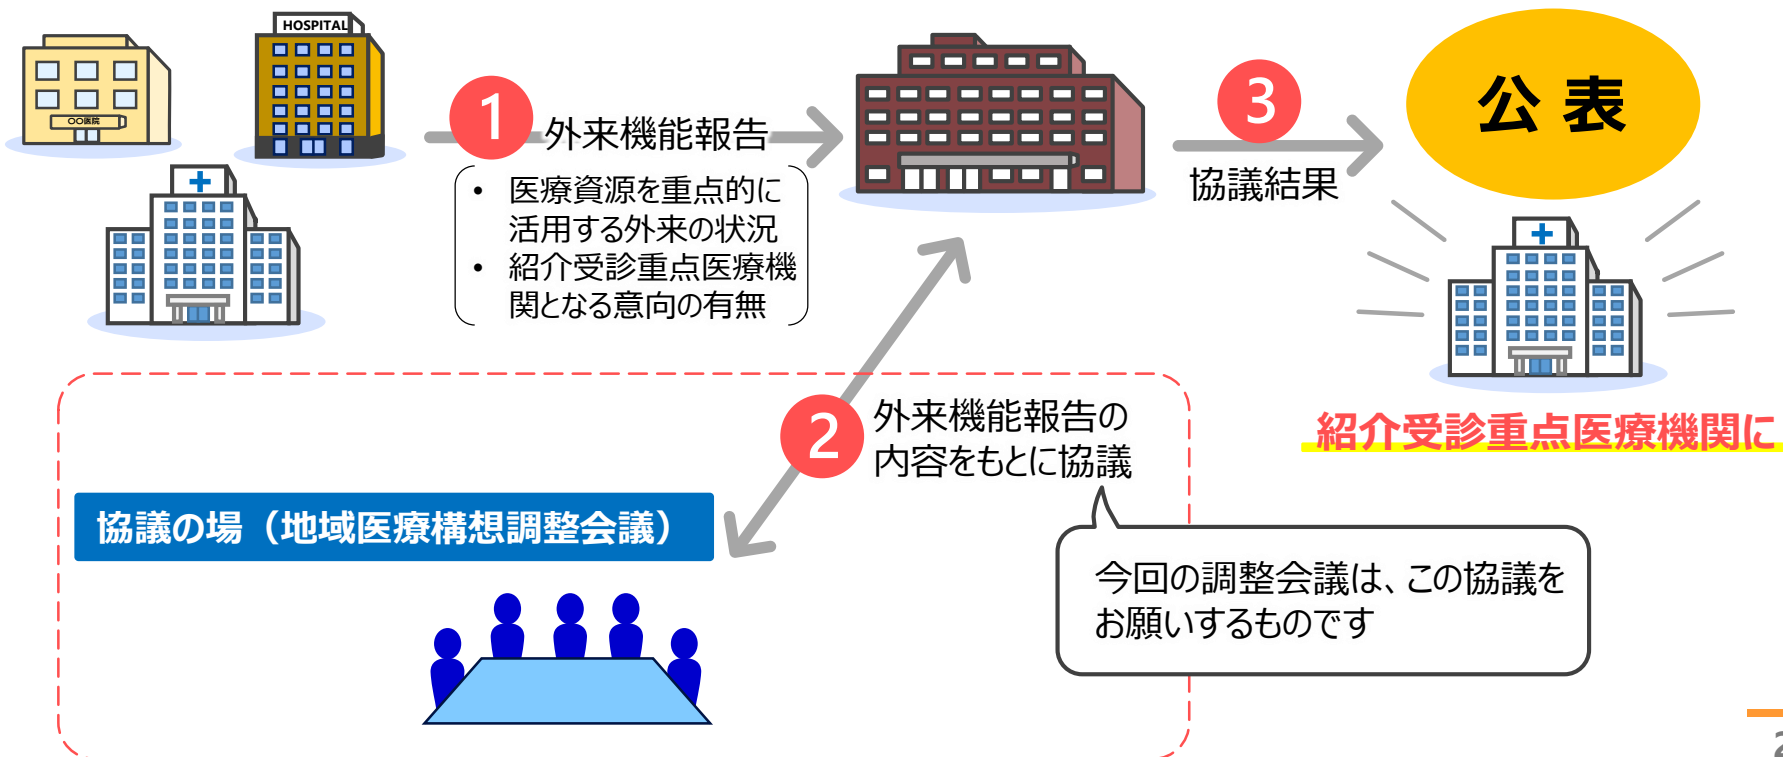 HOSPITAL
〇〇医院
1
外来機能報告
• 医療資源を重点的に
活用する外来の状況
• 紹介受診重点医療機
関となる意向の有無
3
協議結果
公 表
紹介受診重点医療機関に
2
外来機能報告の
内容をもとに協議
協議の場（地域医療構想調整会議）
今回の調整会議は、この協議を
お願いするものです
2